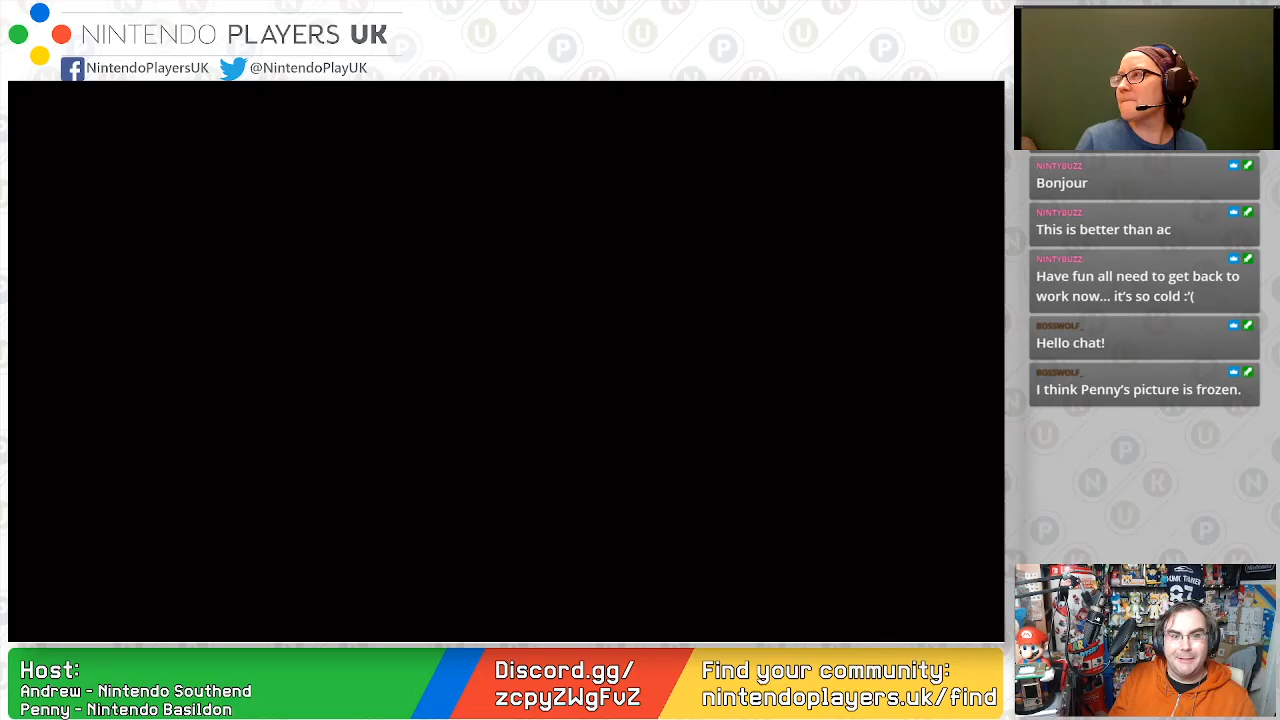 NINTENDO PLAYERS UK
NintendoPlayersUK @NintendoPlayUK
NINTYBUZZ
Bonjour
NINTYBUZZ
This is better than ac
NINTYBUZZ
Have fun all need to get back to
work now... it's so cold :'(
BOSSWOLF_
Hello chat!
BOSSWOLF_
I think Penny's picture is frozen.
Host:
Andrew - Nintendo Southend
Penny - Nintendo Basildon
Discord.gg/
zcpyZWgFvZ
Find your community:
nintendoplayers.uk/find